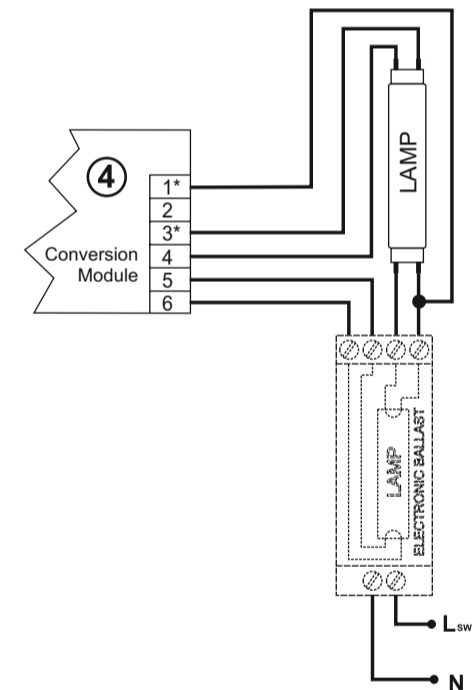 4
1*
2
3*
4
5
6
Conversion
Module
LAMP
LAMP
ELECTRONIC BALLAST
Lsw
N